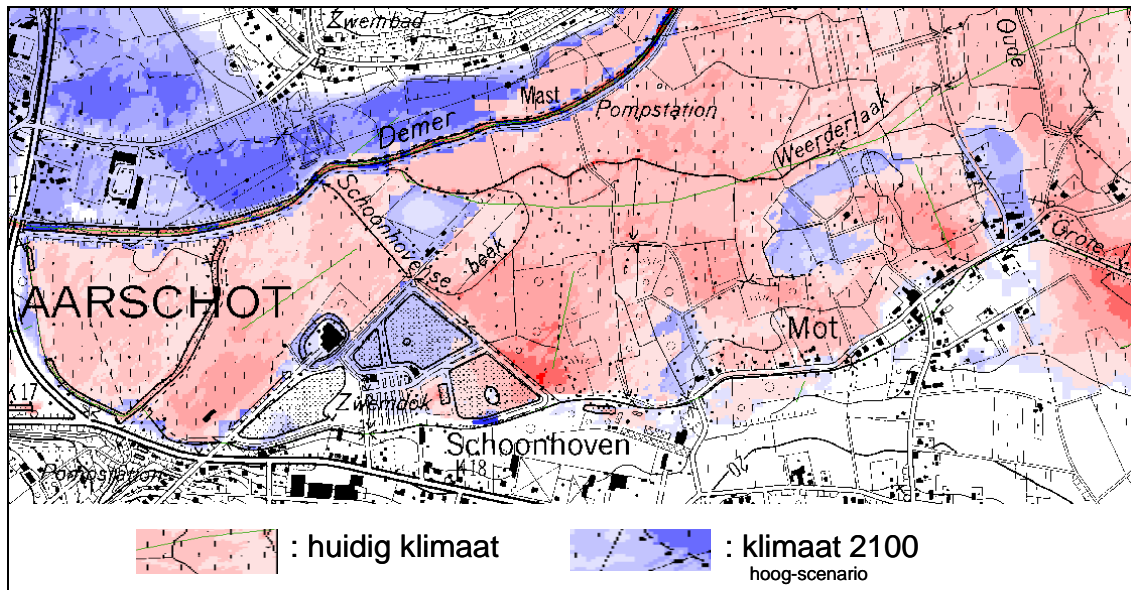 Zwembad
Oude
Mast
Pompstation
Demer
Weerderlaak
Schoonhoense beek
Grote
AARSCHOT
Mot
K17
Zwemdok
Schoonhoven
K18
Pompstation
: huidig klimaat
: klimaat 2100
hoog-scenario